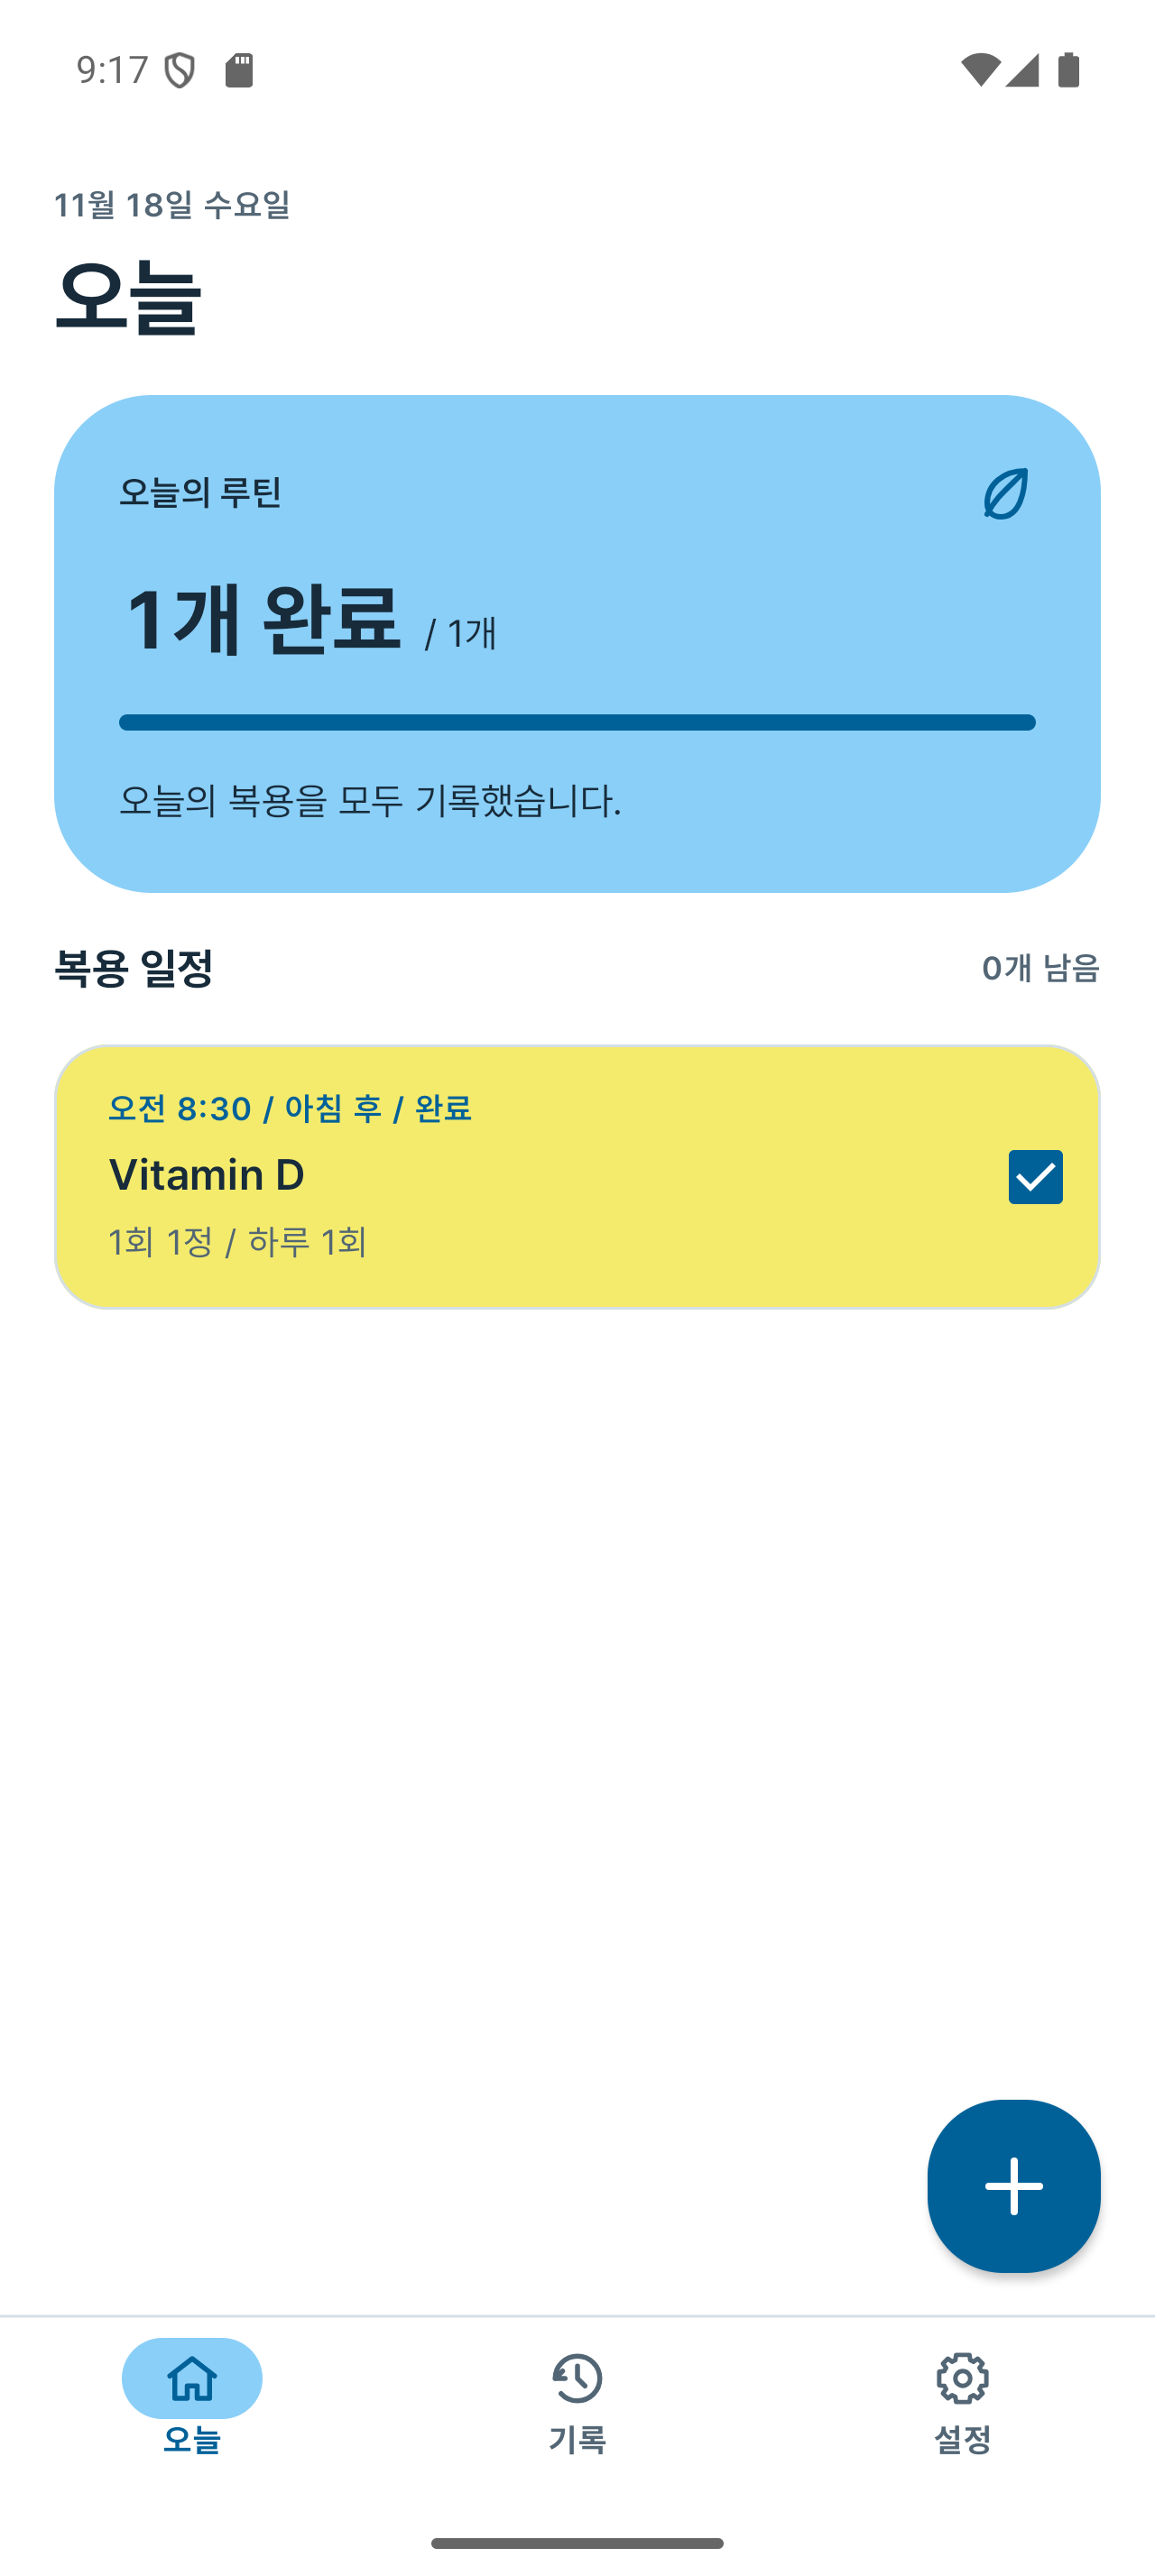 9:17
11월 18일 수요일
오늘
오늘의 루틴
1개 완료 / 1개
오늘의 복용을 모두 기록했습니다.
복용 일정
0개 남음
오전 8:30 / 아침 후 / 완료
Vitamin D
1회 1정 / 하루 1회
오늘
기록
설정